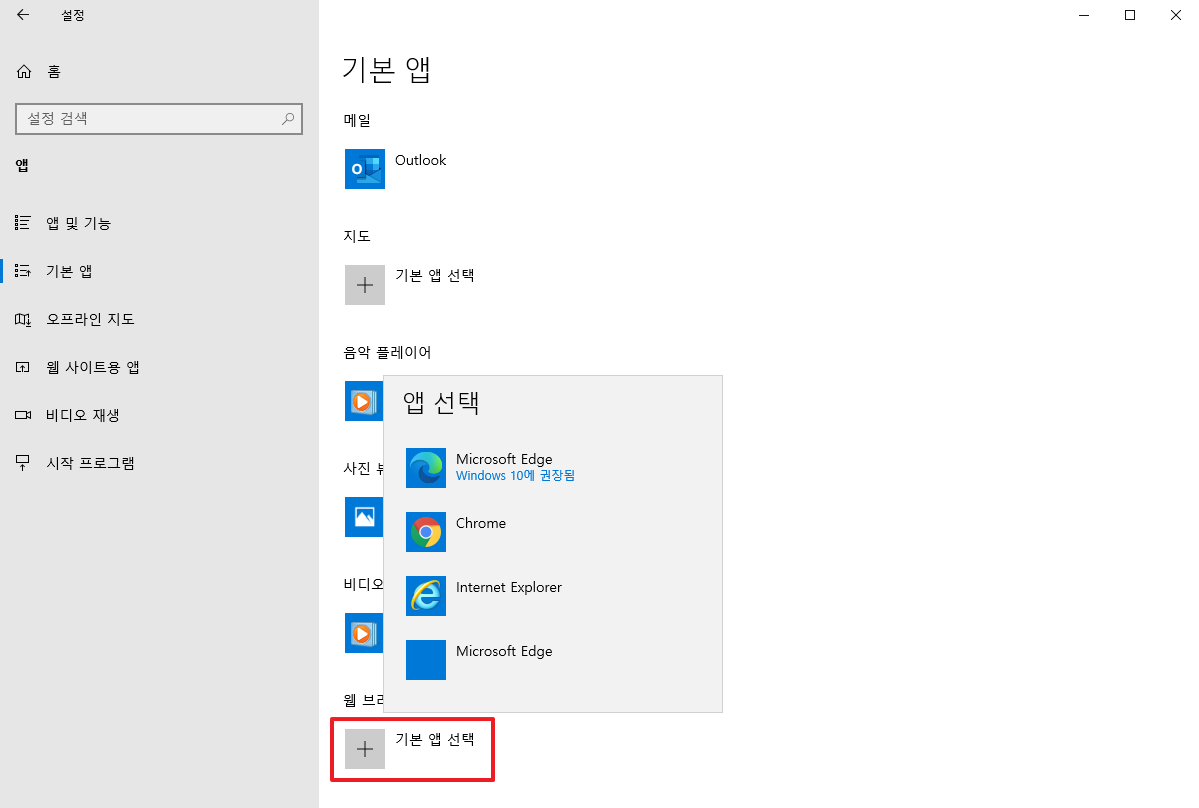 설정
홈
설정 검색
앱
앱 및 기능
기본 앱
오프라인 지도
웹 사이트용 앱
비디오 재생
시작 프로그램
기본 앱
메일
Outlook
지도
기본 앱 선택
음악 플레이어
앱 선택
Microsoft Edge
Windows 10에 권장됨
Chrome
Internet Explorer
Microsoft Edge
사진
비디오
웹
기본 앱 선택